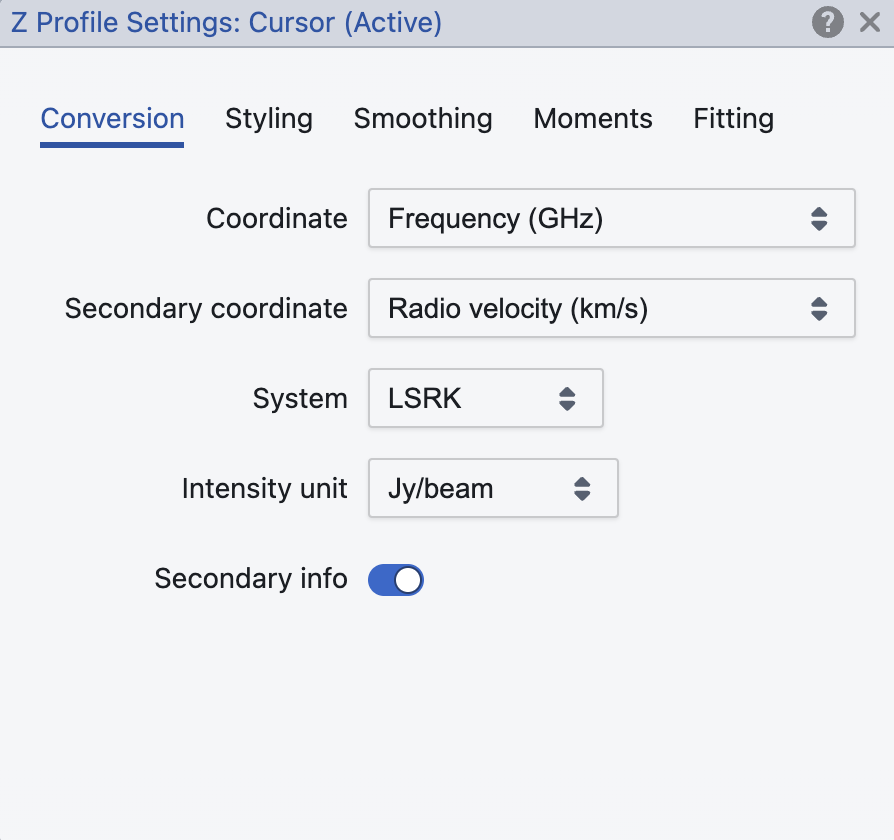 Z Profile Settings: Cursor (Active) ?
Conversion Styling Smoothing Moments Fitting
Coordinate Frequency (GHz)
Secondary coordinate Radio velocity (km/s)
System LSRK
Intensity unit Jy/beam
Secondary info